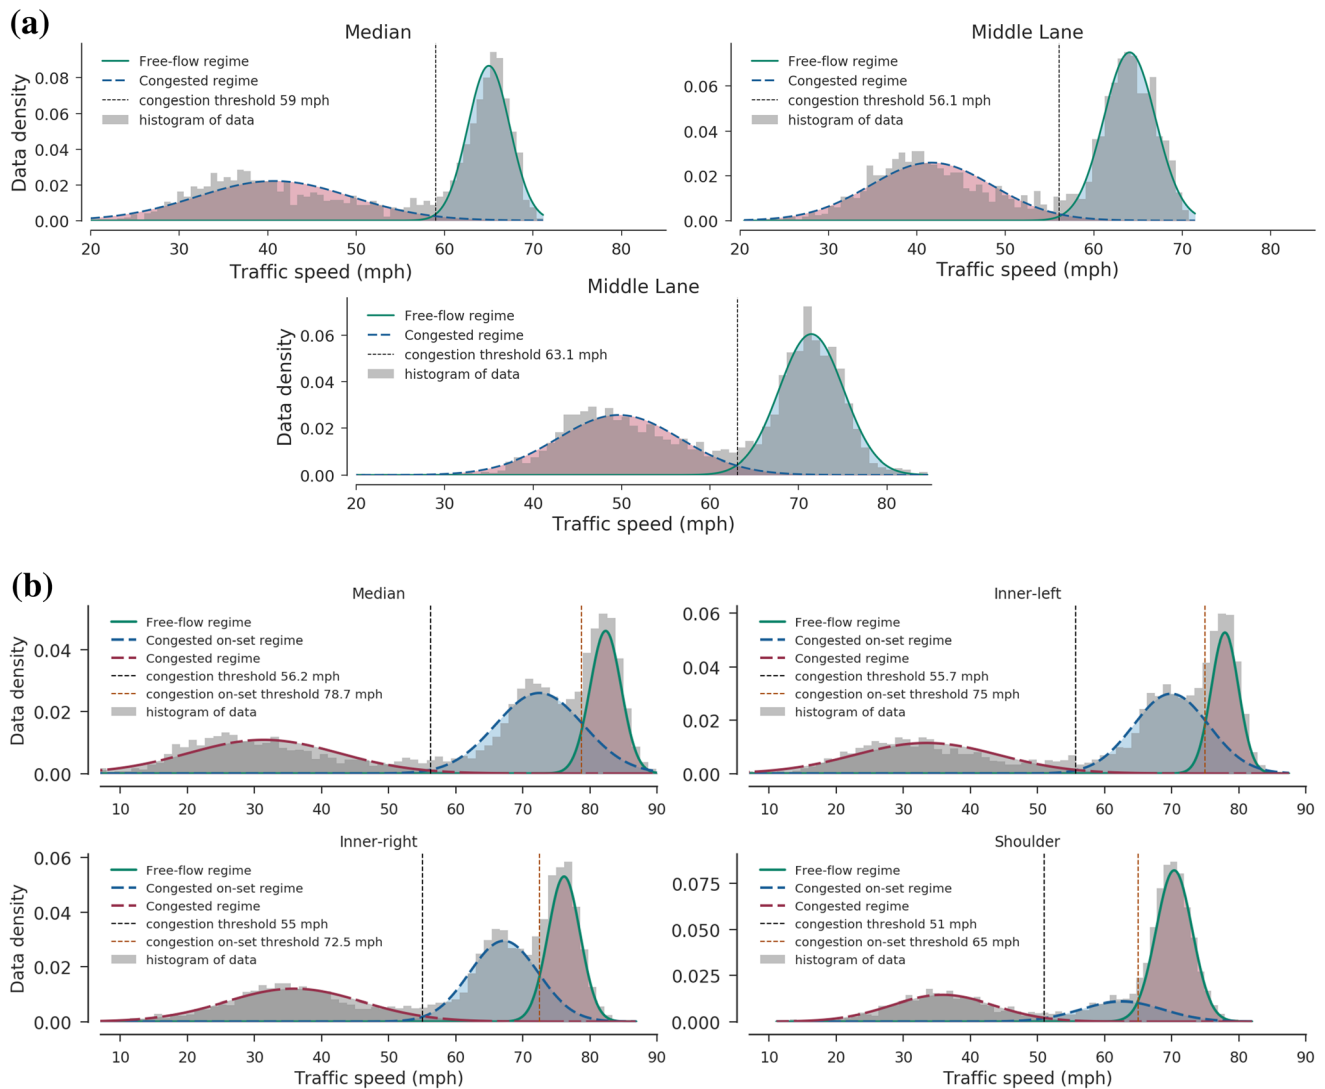 (a)
Median
Free-flow regime
Congested regime
congestion threshold 59 mph
histogram of data
Data density
0.08
0.06
0.04
0.02
0.00
20 30 40 50 60 70 80
Traffic speed (mph)
Middle Lane
Free-flow regime
Congested regime
congestion threshold 56.1 mph
histogram of data
0.06
0.04
0.02
0.00
20 30 40 50 60 70 80
Traffic speed (mph)
Middle Lane
Free-flow regime
Congested regime
congestion threshold 63.1 mph
histogram of data
Data density
0.06
0.04
0.02
0.00
20 30 40 50 60 70 80
Traffic speed (mph)
(b)
Median
Free-flow regime
Congested on-set regime
Congested regime
congestion threshold 56.2 mph
congestion on-set threshold 78.7 mph
histogram of data
Data density
0.04
0.02
0.00
10 20 30 40 50 60 70 80 90
Inner-left
Free-flow regime
Congested on-set regime
Congested regime
congestion threshold 55.7 mph
congestion on-set threshold 75 mph
histogram of data
0.06
0.04
0.02
0.00
10 20 30 40 50 60 70 80 90
Inner-right
Free-flow regime
Congested on-set regime
Congested regime
congestion threshold 55 mph
congestion on-set threshold 72.5 mph
histogram of data
Data density
0.06
0.04
0.02
0.00
10 20 30 40 50 60 70 80 90
Traffic speed (mph)
Shoulder
Free-flow regime
Congested on-set regime
Congested regime
congestion threshold 51 mph
congestion on-set threshold 65 mph
histogram of data
0.075
0.050
0.025
0.000
10 20 30 40 50 60 70 80 90
Traffic speed (mph)